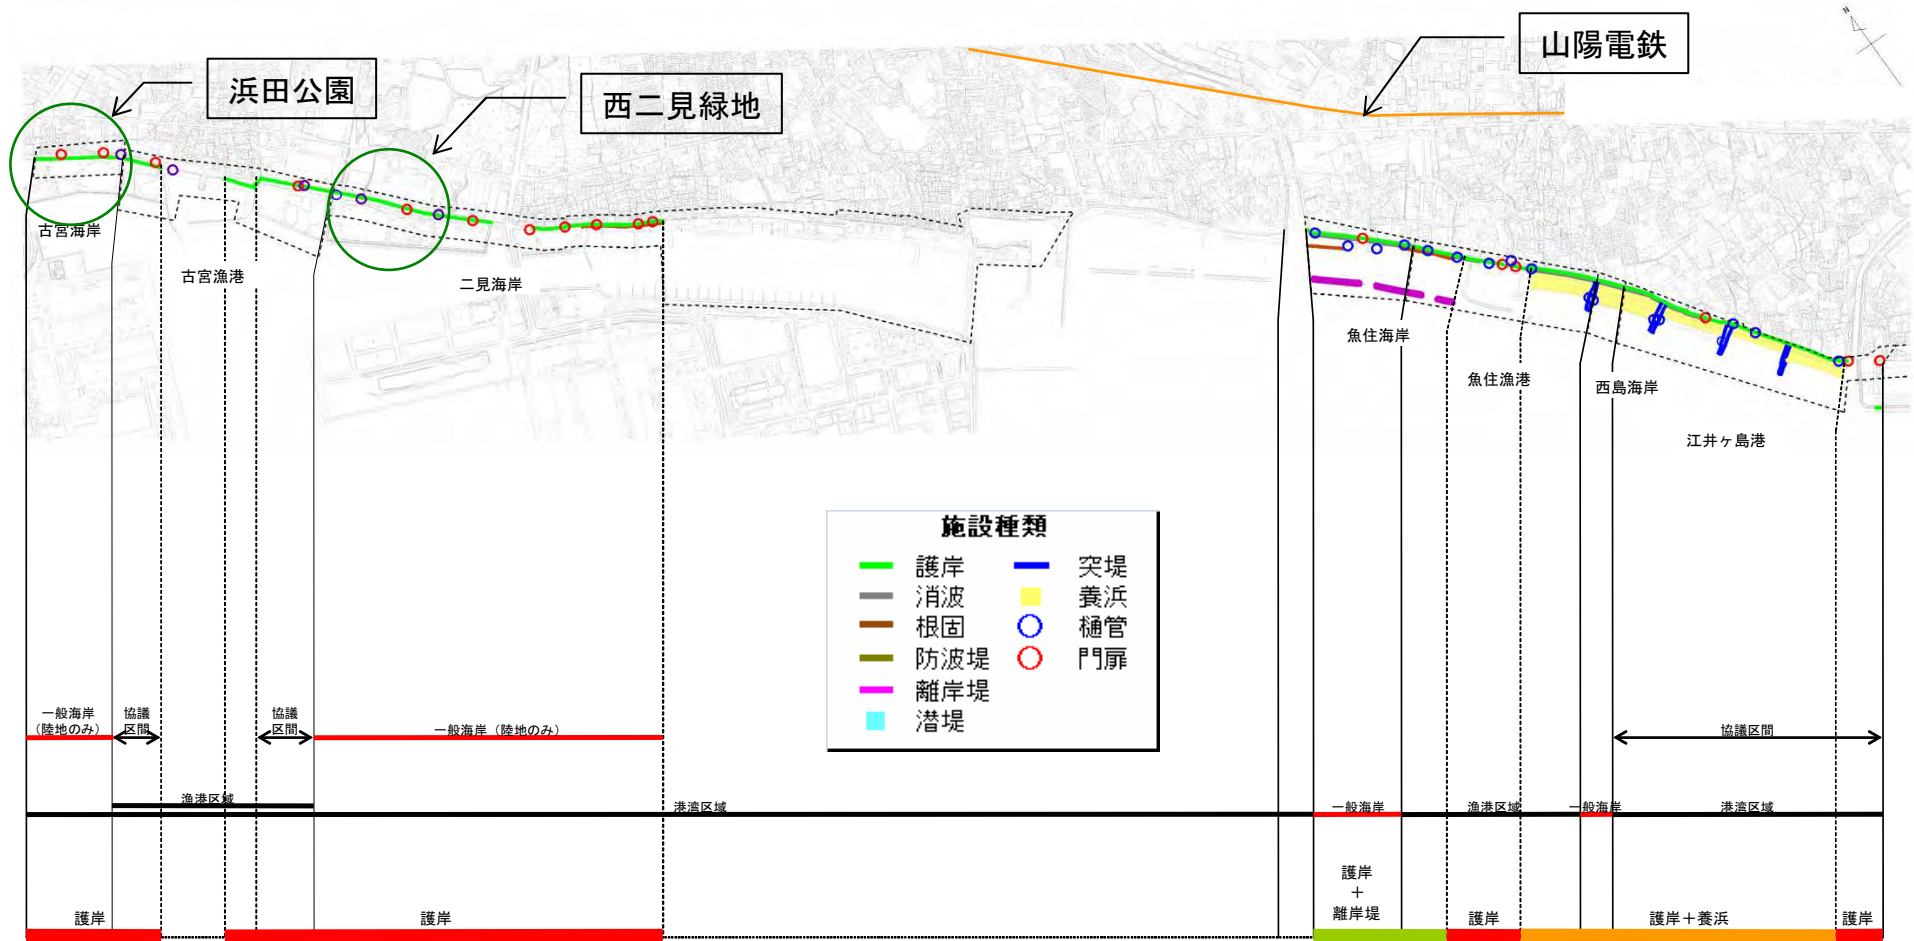 N
山陽電鉄
浜田公園
西二見緑地
古宮海岸
古宮漁港
二見海岸
魚住海岸
魚住漁港
西島海岸
江井ヶ島港
施設種類
護岸
突堤
消波
養浜
根固
樋管
防波堤
門扉
離岸堤
潜堤
一般海岸
(陸地のみ)
協議
区間
協議
区間
一般海岸(陸地のみ)
協議区間
漁港区域
港湾区域
一般海岸
漁港区域
一般海岸
港湾区域
護岸
護岸
護岸
+
離岸堤
護岸
護岸+養浜
護岸